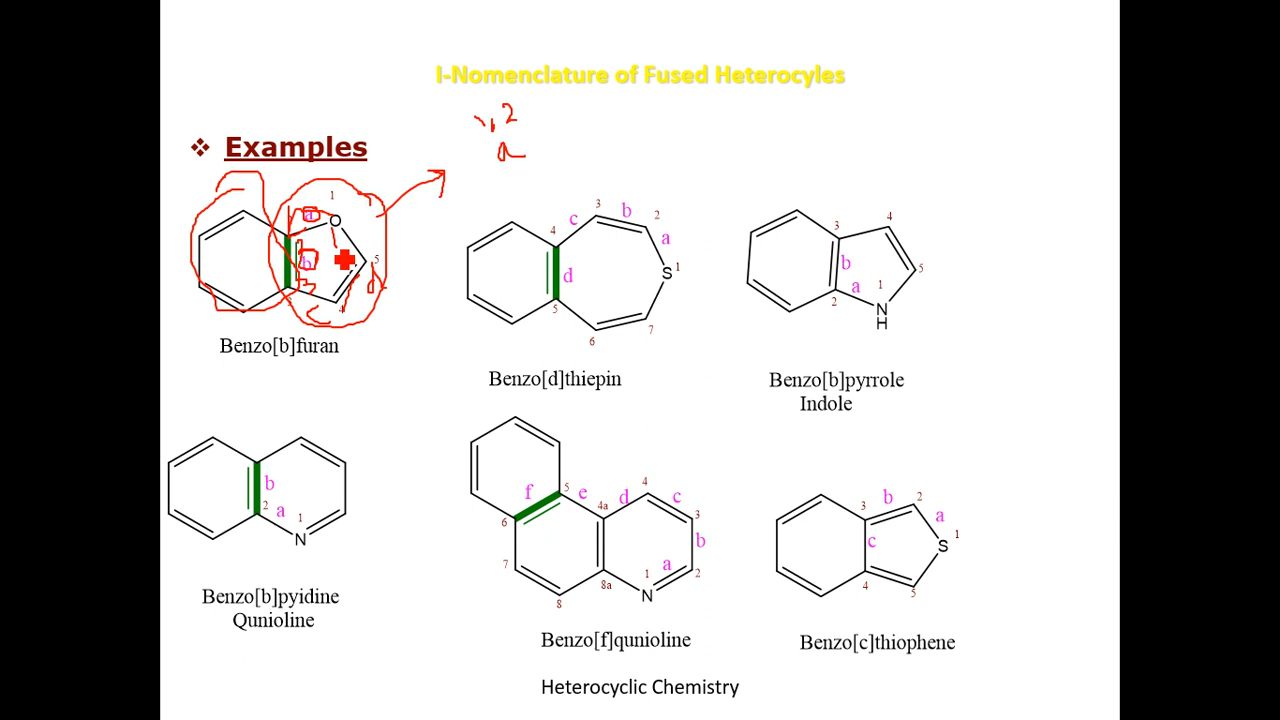 I-Nomenclature of Fused Heterocyles
1,2
a
❖ Examples
1
a
O
b
5
4
Benzo[b]furan
3
c
b
2
4
a
d
S
1
5
6
7
Benzo[d]thiepin
3
4
b
5
a
1
2
N
H
Benzo[b]pyrrole
Indole
b
2
a
1
N
Benzo[b]pyidine
Qunioline
f
5
e
4
d
c
6
4a
3
b
7
1
a
2
8a
8
N
Benzo[f]qunioline
b
2
3
a
c
S
1
4
5
Benzo[c]thiophene
Heterocyclic Chemistry